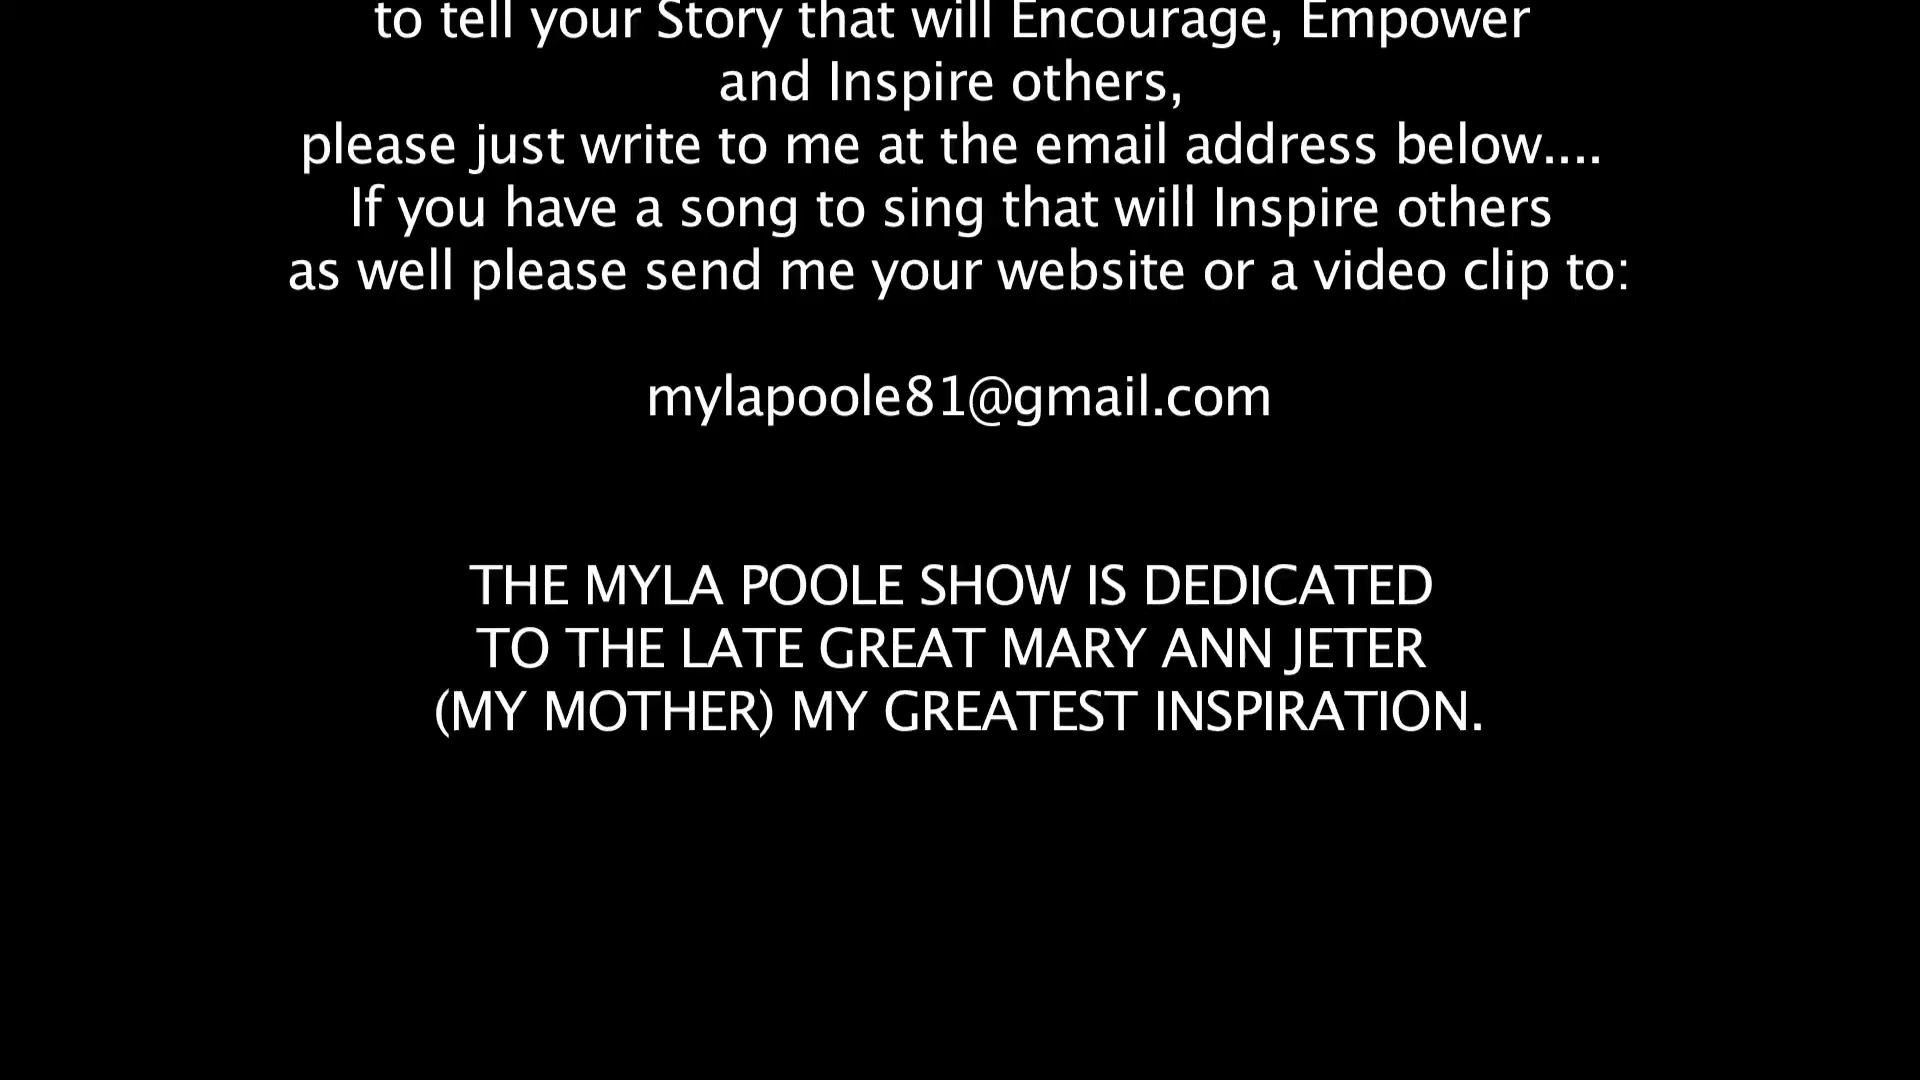 to tell your Story that will Encourage, Empower
and Inspire others,
please just write to me at the email address below....
If you have a song to sing that will Inspire others
as well please send me your website or a video clip to:
mylapoole81@gmail.com
THE MYLA POOLE SHOW IS DEDICATED
TO THE LATE GREAT MARY ANN JETER
(MY MOTHER) MY GREATEST INSPIRATION.